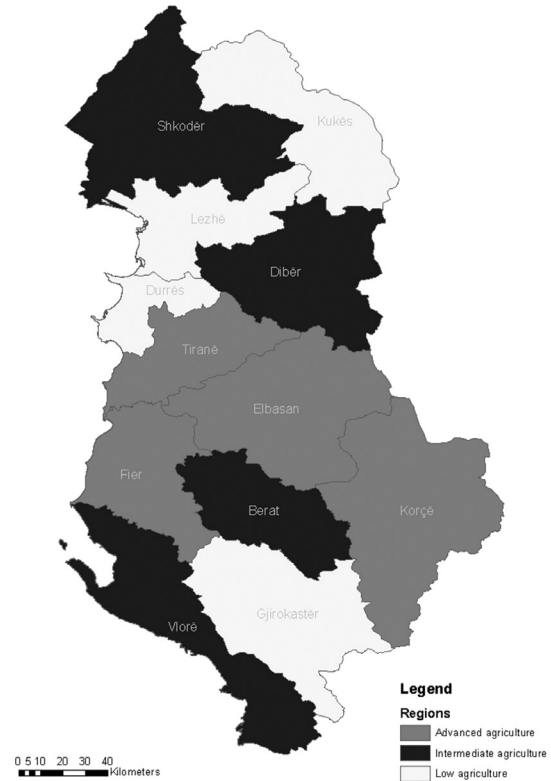 Shkodër
Kukës
Lezhë
Dibër
Durrës
Tiranë
Elbasan
Fier
Berat
Korçë
Vlorë
Gjirokastër
Legend
Regions
Advanced agriculture
Intermediate agriculture
Low agriculture
0 5 10 20 30 40
Kilometers